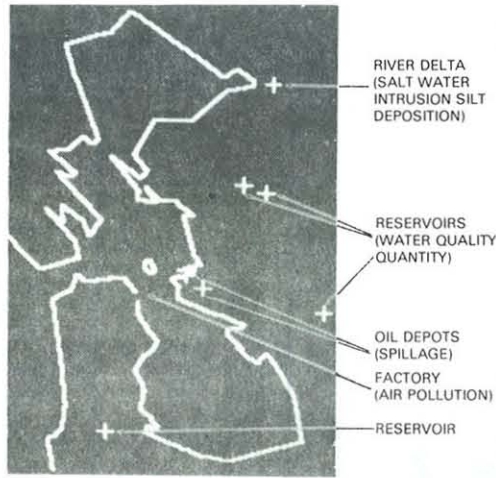 RIVER DELTA
(SALT WATER
INTRUSION SILT
DEPOSITION)
RESERVOIRS
(WATER QUALITY
QUANTITY)
OIL DEPOTS
(SPILLAGE)
FACTORY
(AIR POLLUTION)
RESERVOIR